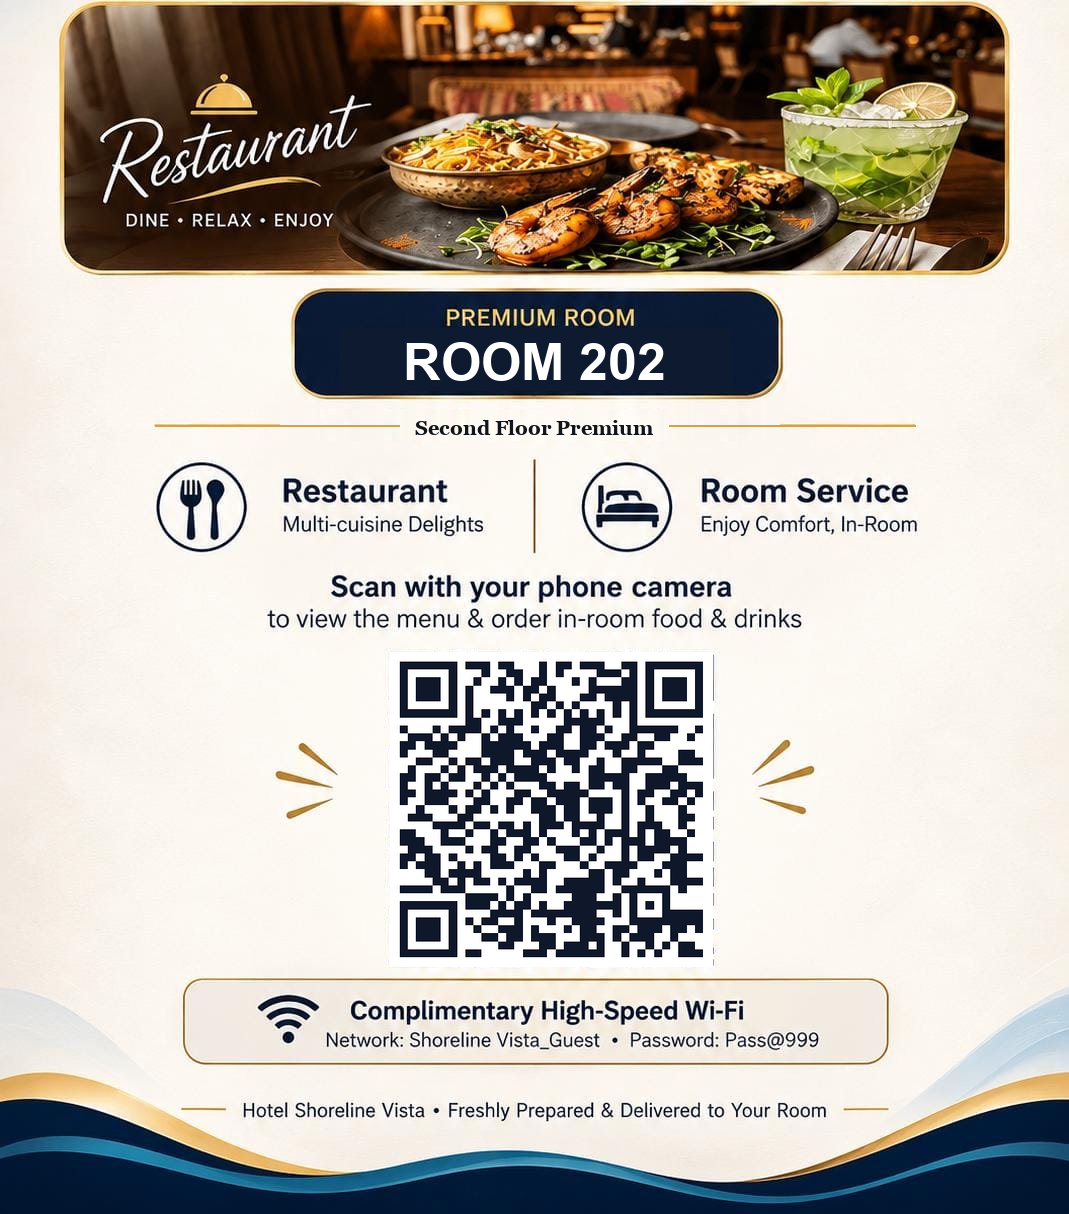 Restaurant
DINE • RELAX • ENJOY
PREMIUM ROOM
ROOM 202
Second Floor Premium
Restaurant
Multi-cuisine Delights
Room Service
Enjoy Comfort, In-Room
Scan with your phone camera
to view the menu & order in-room food & drinks
Complimentary High-Speed Wi-Fi
Network: Shoreline Vista_Guest • Password: Pass@999
Hotel Shoreline Vista • Freshly Prepared & Delivered to Your Room